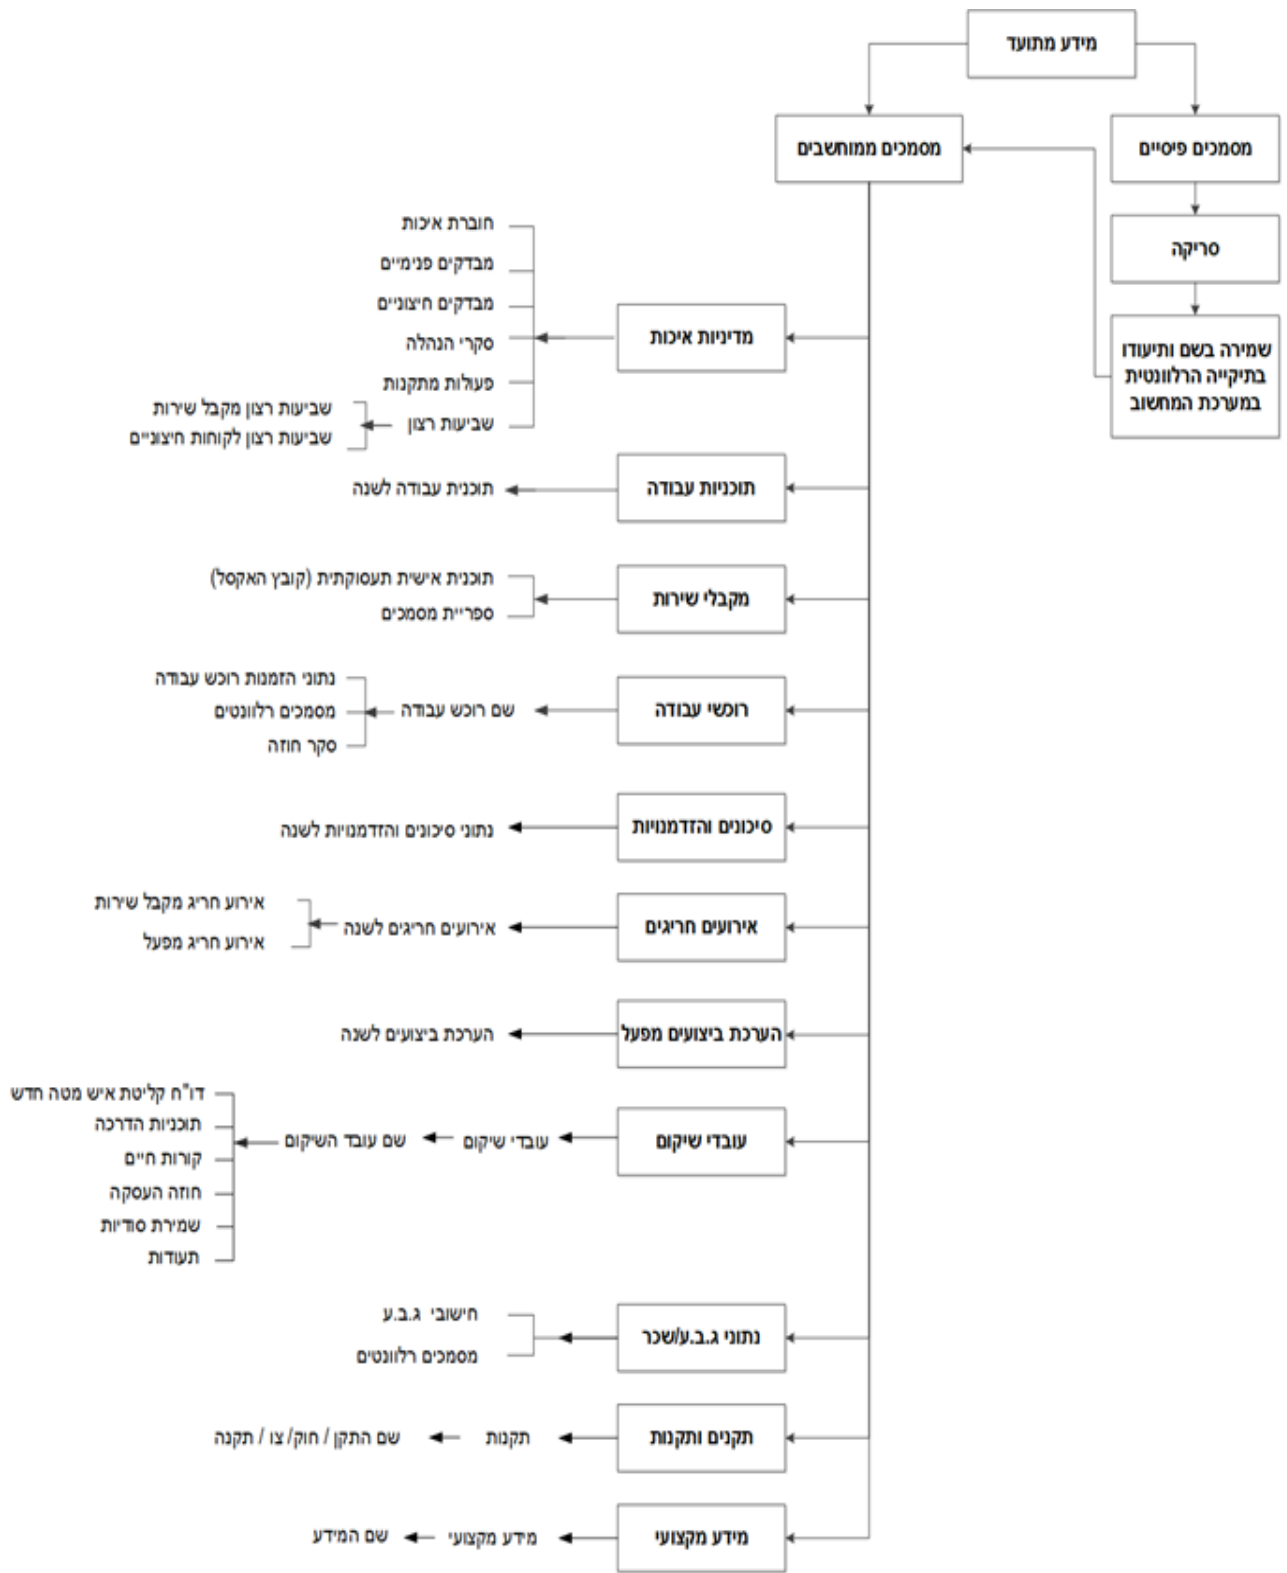 מידע מתועד
מסמכים פיסיים
מסמכים ממוחשבים
סריקה
שמירה בשם ותיעודו
בתיקייה הרלוונטית
במערכת המחשוב
מדיניות איכות
חוברת איכות
מבדקים פנימיים
מבדקים חיצוניים
סקרי הנהלה
פעולות מתקנות
שביעות רצון
שביעות רצון מקבל שירות
שביעות רצון לקוחות חיצוניים
תוכניות עבודה
תוכנית עבודה לשנה
מקבלי שירות
תוכנית אישית תעסוקתית (קובץ האקסל)
ספריית מסמכים
רוכשי עבודה
שם רוכש עבודה
נתוני הזמנות רוכש עבודה
מסמכים רלוונטים
סקר חוזה
סיכונים והזדמנויות
נתוני סיכונים והזדמנויות לשנה
אירועים חריגים
אירועים חריגים לשנה
אירוע חריג מקבל שירות
אירוע חריג מפעל
הערכת ביצועים מפעל
הערכת ביצועים לשנה
עובדי שיקום
עובדי שיקום
שם עובד השיקום
דו"ח קליטת איש מטה חדש
תוכניות הדרכה
קורות חיים
חוזה העסקה
שמירת סודיות
תעודות
נתוני ג.ב.ע/שכר
חישובי ג.ב.ע
מסמכים רלוונטים
תקנים ותקנות
תקנות
שם התקן / חוק/ צו / תקנה
מידע מקצועי
מידע מקצועי
שם המידע